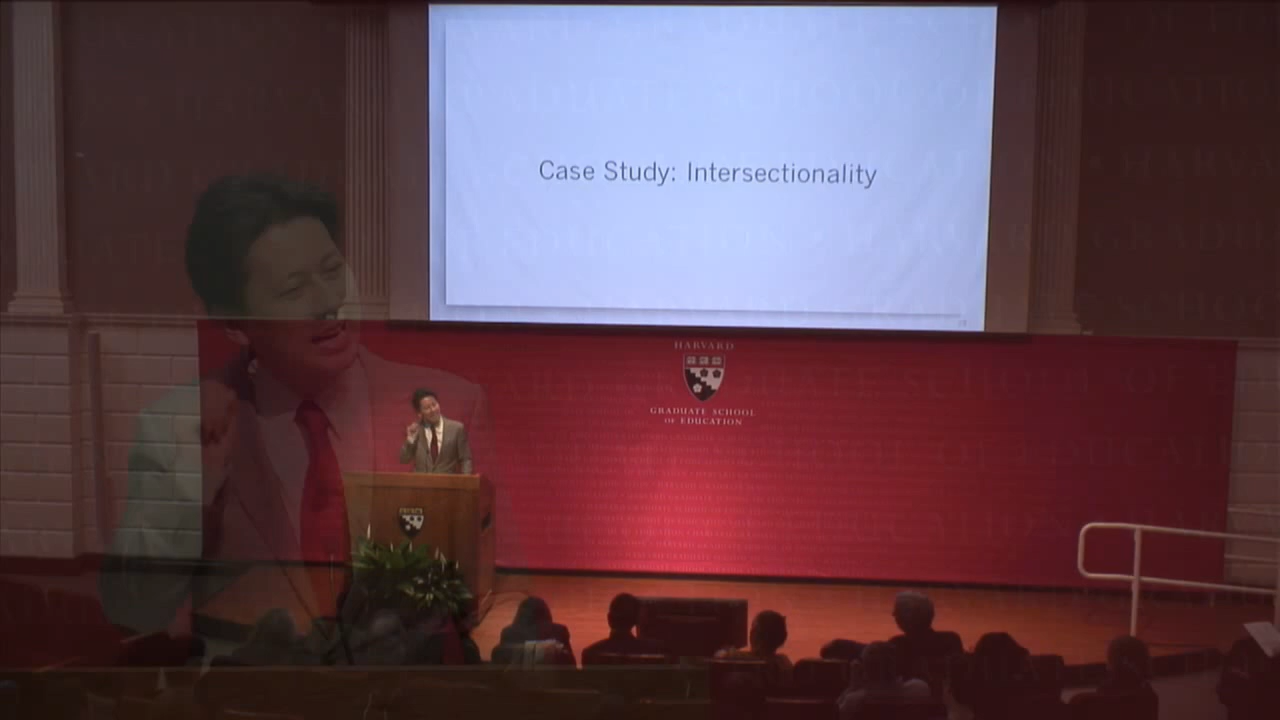 Case Study: Intersectionality
HARVARD
GRADUATE SCHOOL
OF EDUCATION